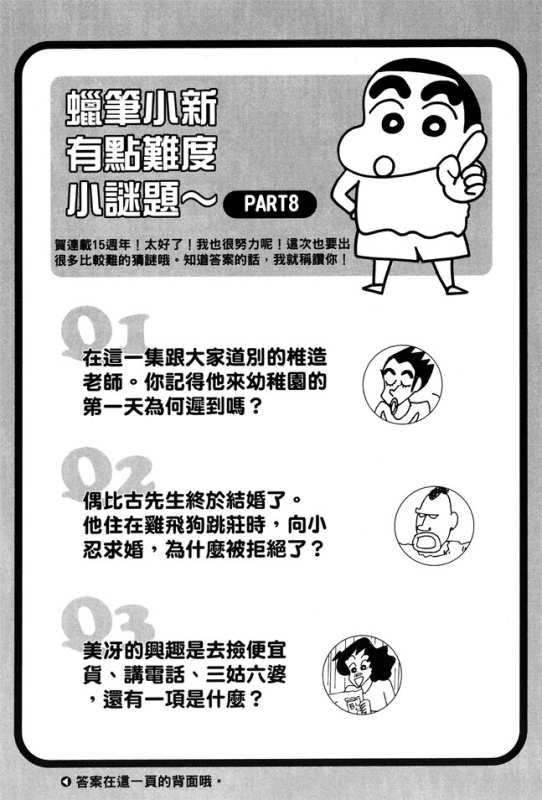 蠟筆小新
有點難度
小謎題～ PART8
賀連載15週年！太好了！我也很努力呢！這次也要出
很多比較難的猜謎哦。知道答案的話，我就稱讚你！
Q1
在這一集跟大家道別的椎造
老師。你記得他來幼稚園的
第一天為何遲到嗎？
Q2
偶比古先生終於結婚了。
他住在雞飛狗跳莊時，向小
忍求婚，為什麼被拒絕了？
Q3
美冴的興趣是去撿便宜
貨、講電話、三姑六婆
，還有一項是什麼？
答案在這一頁的背面哦。